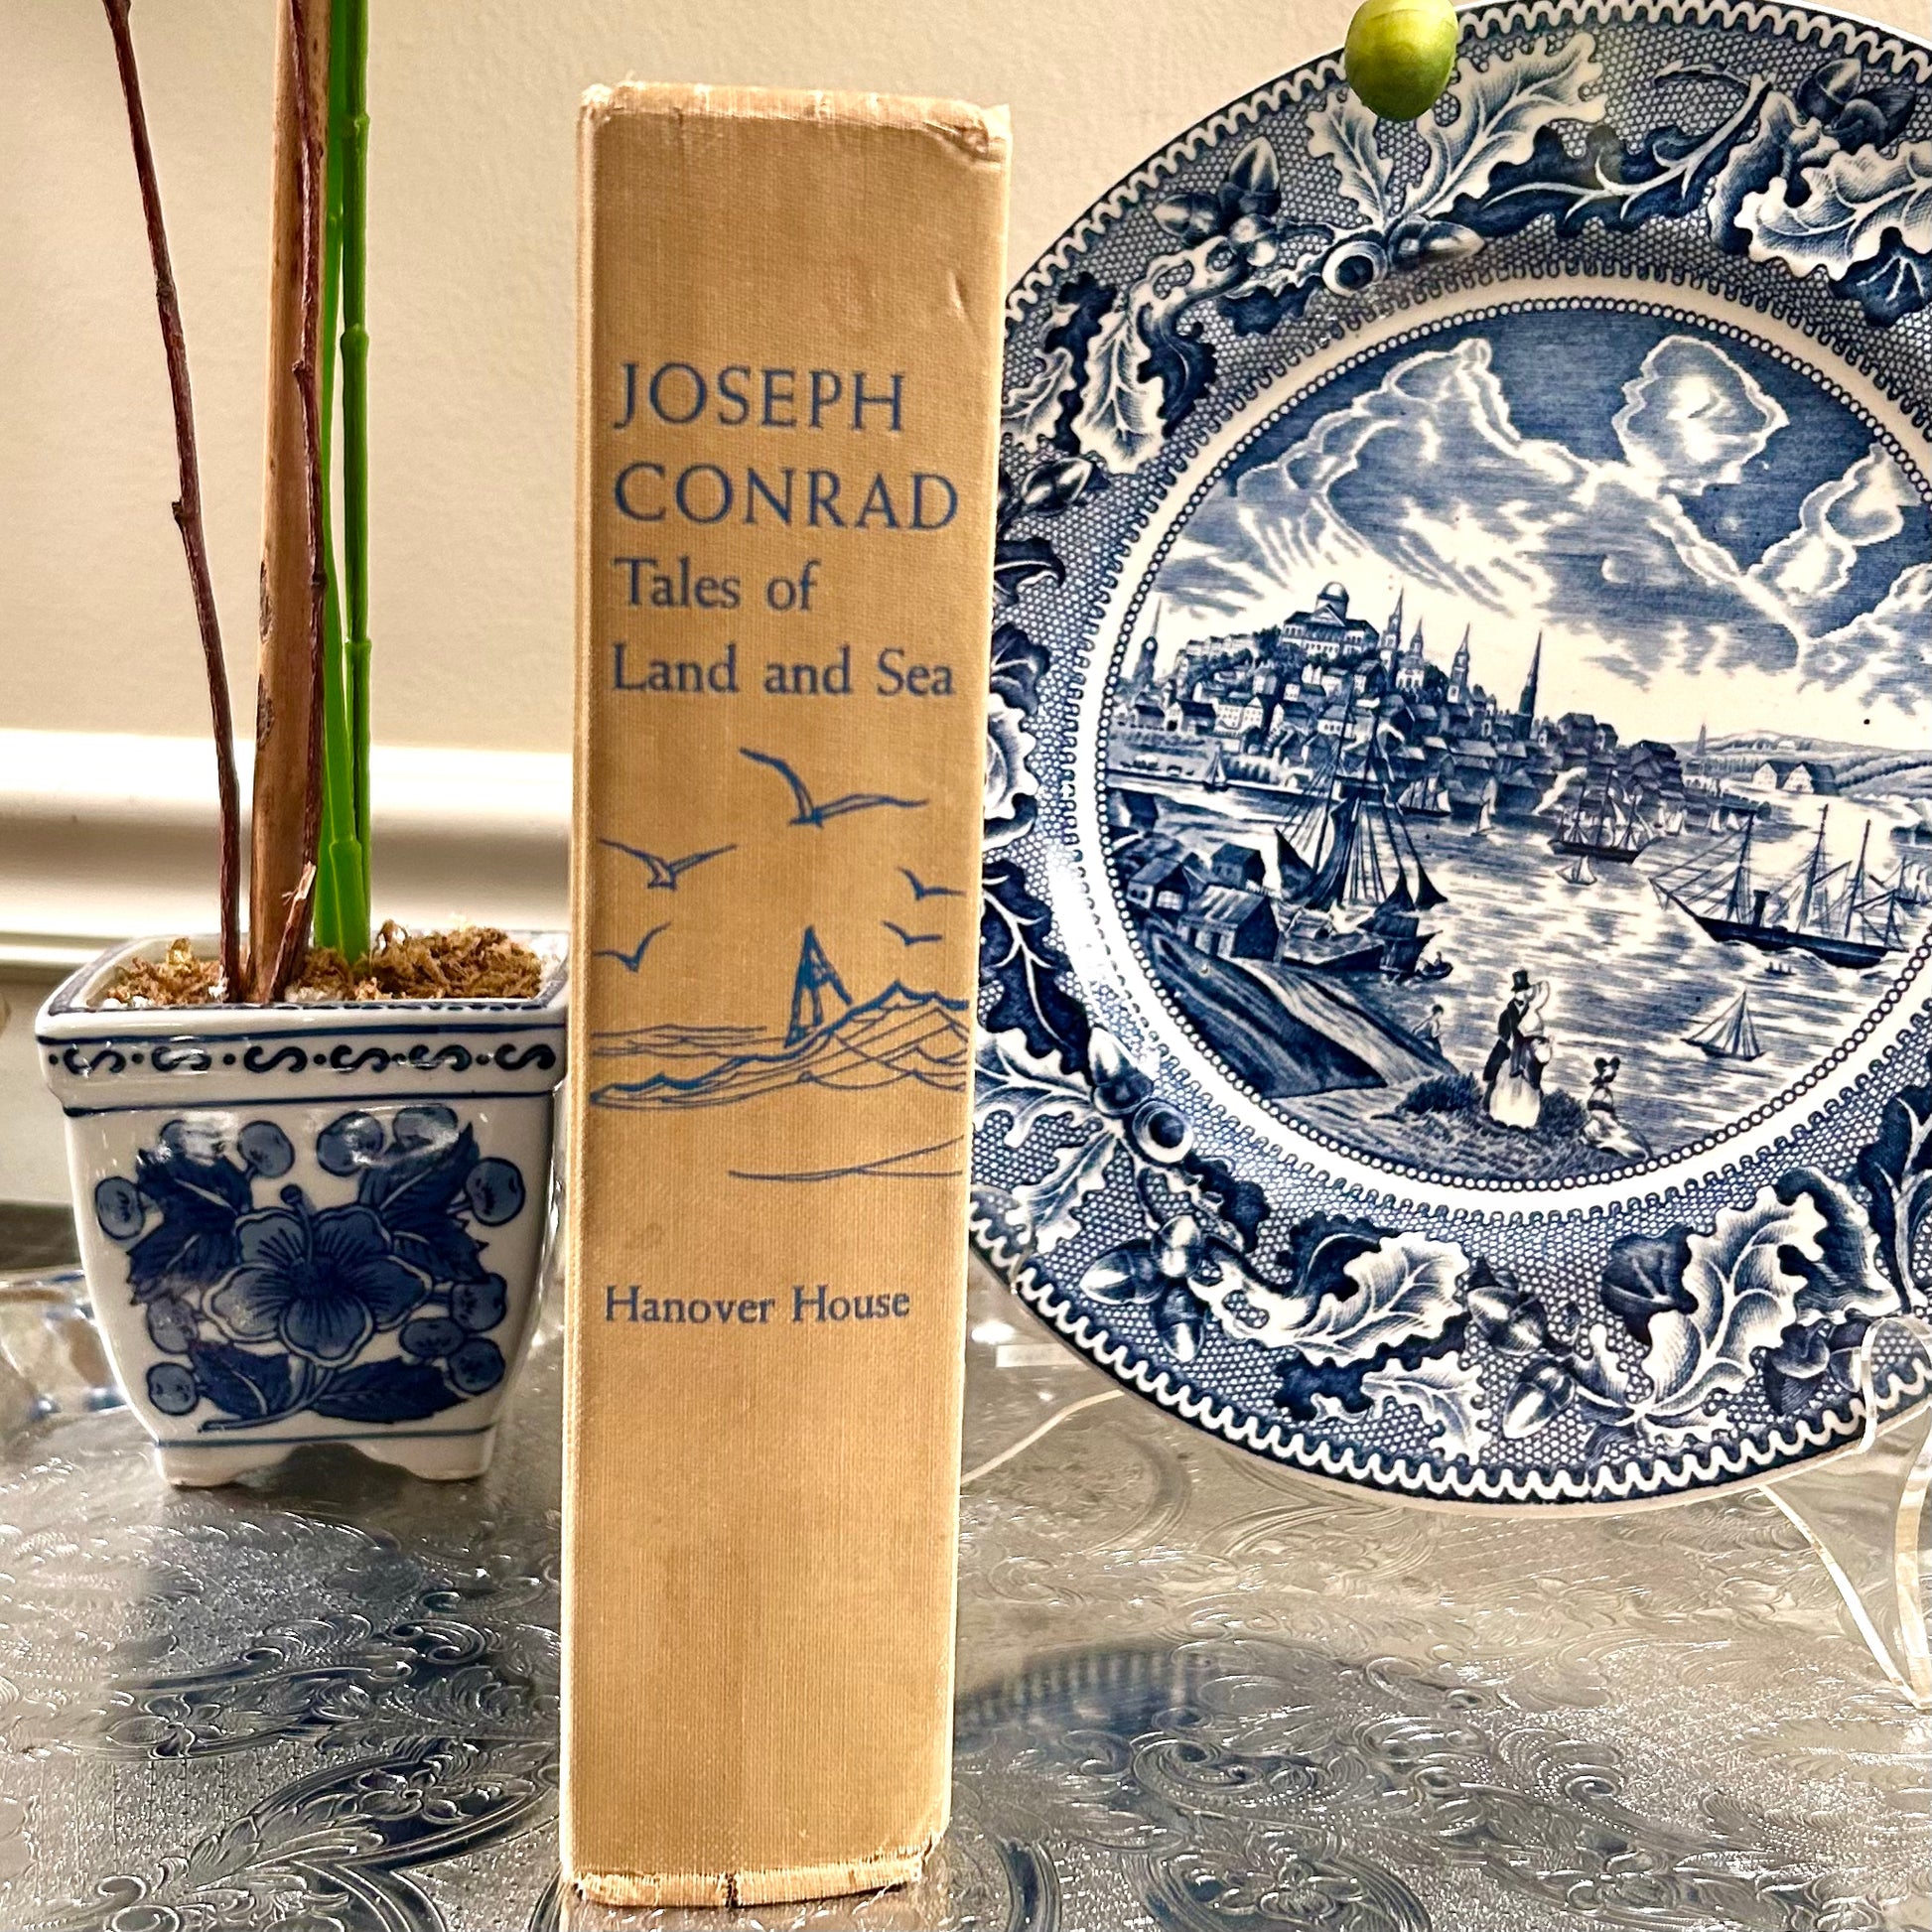 JOSEPH
CONRAD
Tales of
Land and Sea
Hanover House